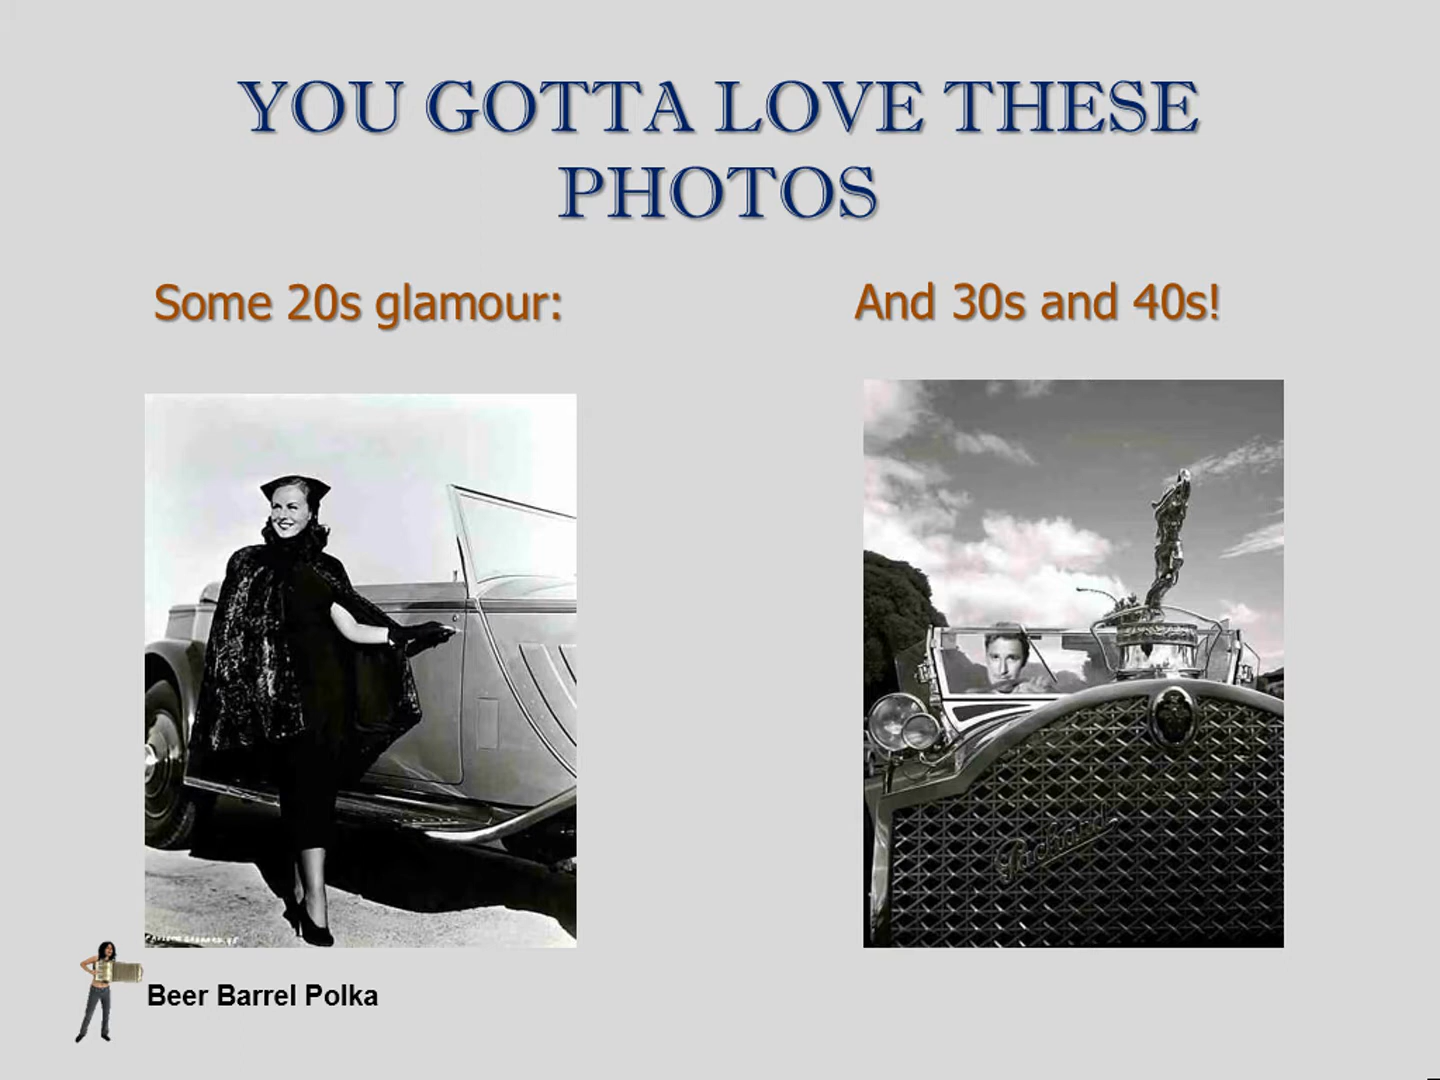 YOU GOTTA LOVE THESE
PHOTOS
Some 20s glamour:
And 30s and 40s!
Packard
Beer Barrel Polka